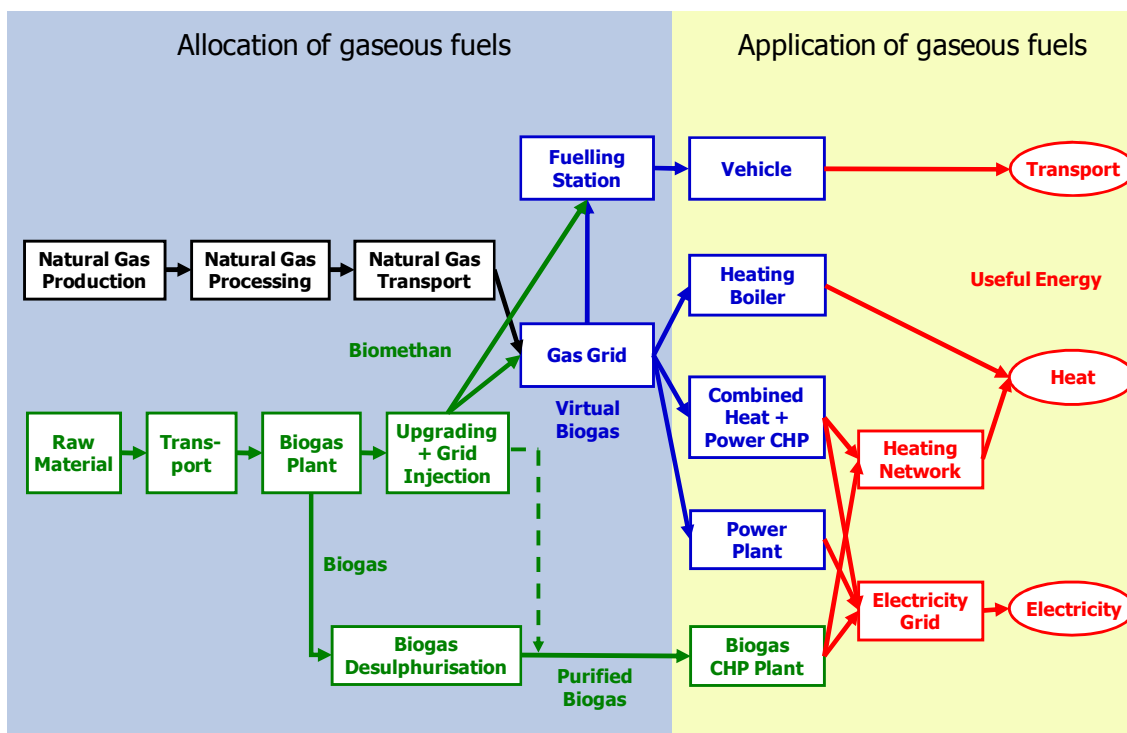 Allocation of gaseous fuels
Application of gaseous fuels
Fuelling
Station
Vehicle
Transport
Natural Gas
Production
Natural Gas
Processing
Natural Gas
Transport
Heating
Boiler
Useful Energy
Biomethan
Gas Grid
Heat
Virtual
Biogas
Combined
Heat +
Power CHP
Raw
Material
Trans-
port
Biogas
Plant
Upgrading
+ Grid
Injection
Heating
Network
Power
Plant
Biogas
Electricity
Grid
Electricity
Biogas
Desulphurisation
Purified
Biogas
Biogas
CHP Plant